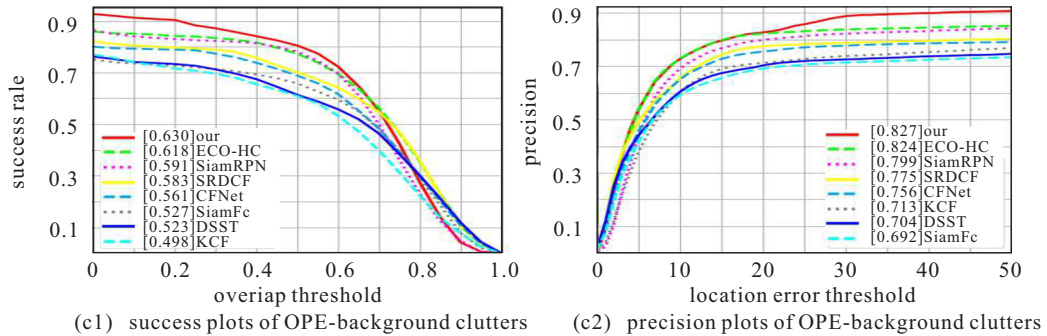 0.9
0.7
0.5
0.3
0.1
success rate
[0.630]our
[0.618]ECO-HC
[0.591]SiamRPN
[0.583]SRDCF
[0.561]CFNet
[0.527]SiamFc
[0.523]DSST
[0.498]KCF
0 0.2 0.4 0.6 0.8 1.0
overiap threshold
(c1) success plots of OPE-background clutters
0.9
0.7
0.5
0.3
0.1
precision
[0.827]our
[0.824]ECO-HC
[0.799]SiamRPN
[0.775]SRDCF
[0.756]CFNet
[0.713]KCF
[0.704]DSST
[0.692]SiamFc
0 10 20 30 40 50
location error threshold
(c2) precision plots of OPE-background clutters